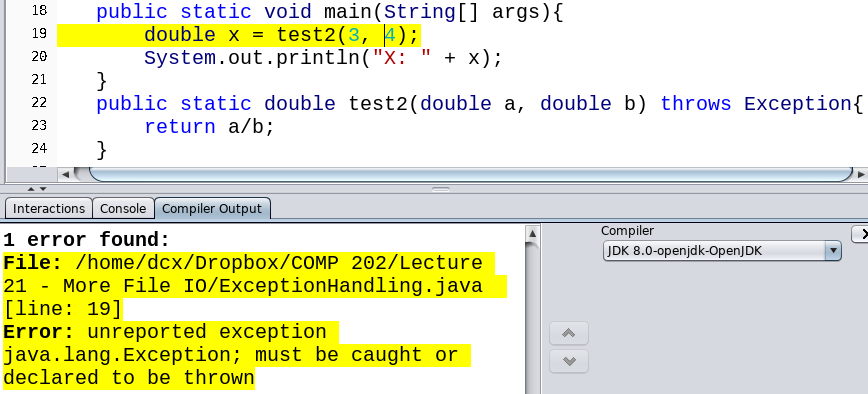 18 public static void main(String[] args){
19 double x = test2(3, 4);
20 System.out.println("X: " + x);
21 }
22 public static double test2(double a, double b) throws Exception{
23 return a/b;
24 }
Interactions Console Compiler Output
1 error found:
File: /home/dcx/Dropbox/COMP 202/Lecture
21 - More File IO/ExceptionHandling.java
[line: 19]
Error: unreported exception
java.lang.Exception; must be caught or
declared to be thrown
Compiler
JDK 8.0-openjdk-OpenJDK